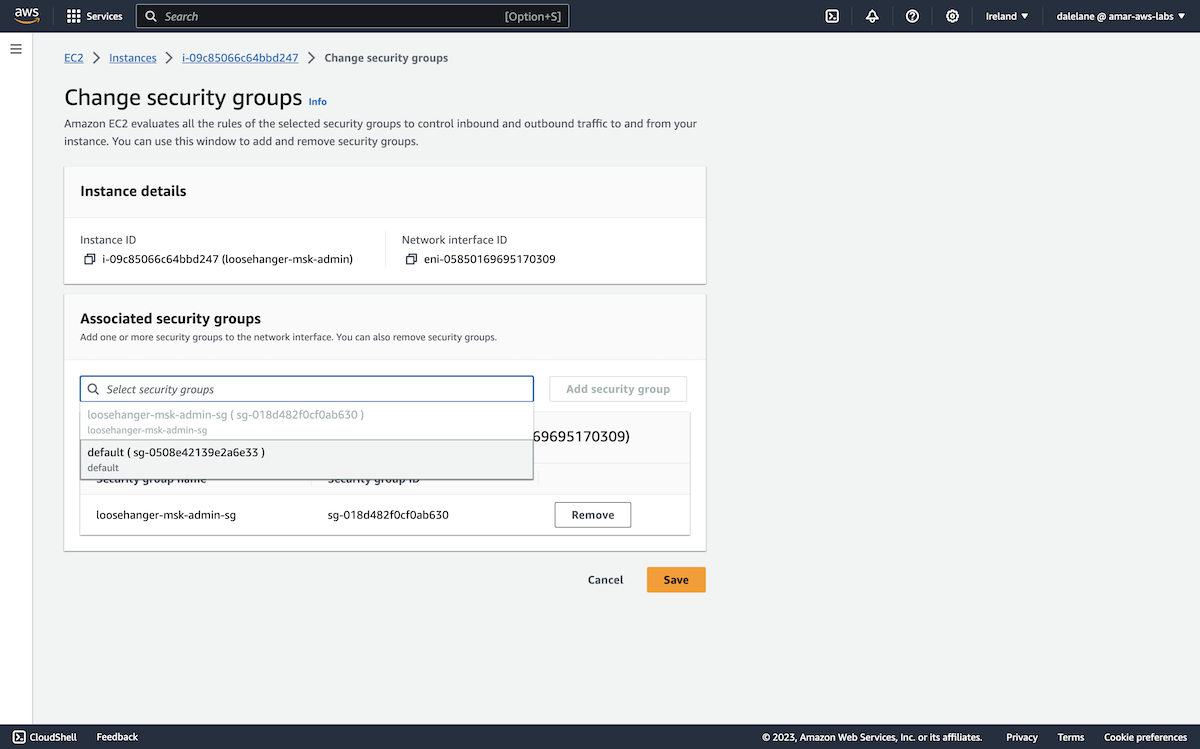 aws Services Search [Option+S] Ireland ▼ dalelane @ amar-aws-labs ▼
EC2 > Instances > i-09c85066c64bbd247 > Change security groups
Change security groups Info
Amazon EC2 evaluates all the rules of the selected security groups to control inbound and outbound traffic to and from your
instance. You can use this window to add and remove security groups.
Instance details
Instance ID Network interface ID
i-09c85066c64bbd247 (loosehanger-msk-admin) eni-05850169695170309
Associated security groups
Add one or more security groups to the network interface. You can also remove security groups.
Select security groups Add security group
loosehanger-msk-admin-sg ( sg-018d482f0cf0ab630 )
loosehanger-msk-admin-sg
69695170309)
default ( sg-0508e42139e2a6e33 )
default
Security group name Security group ID
loosehanger-msk-admin-sg sg-018d482f0cf0ab630 Remove
Cancel Save
CloudShell Feedback © 2023, Amazon Web Services, Inc. or its affiliates. Privacy Terms Cookie preferences